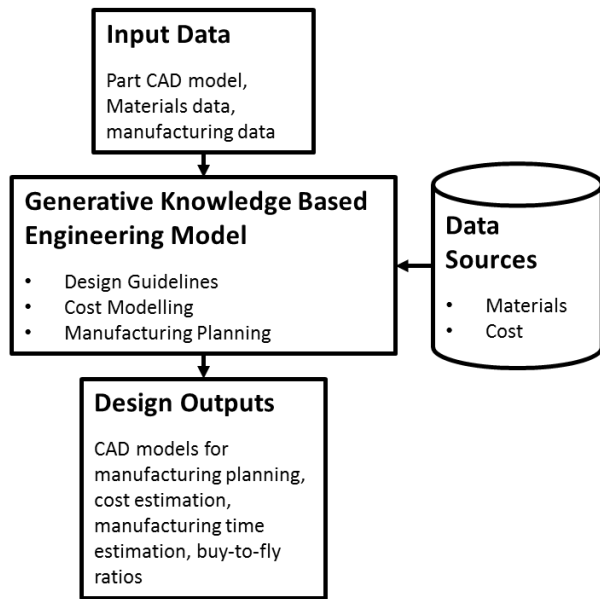 Input Data
Part CAD model,
Materials data,
manufacturing data
Generative Knowledge Based
Engineering Model
• Design Guidelines
• Cost Modelling
• Manufacturing Planning
Data
Sources
• Materials
• Cost
Design Outputs
CAD models for
manufacturing planning,
cost estimation,
manufacturing time
estimation, buy-to-fly
ratios